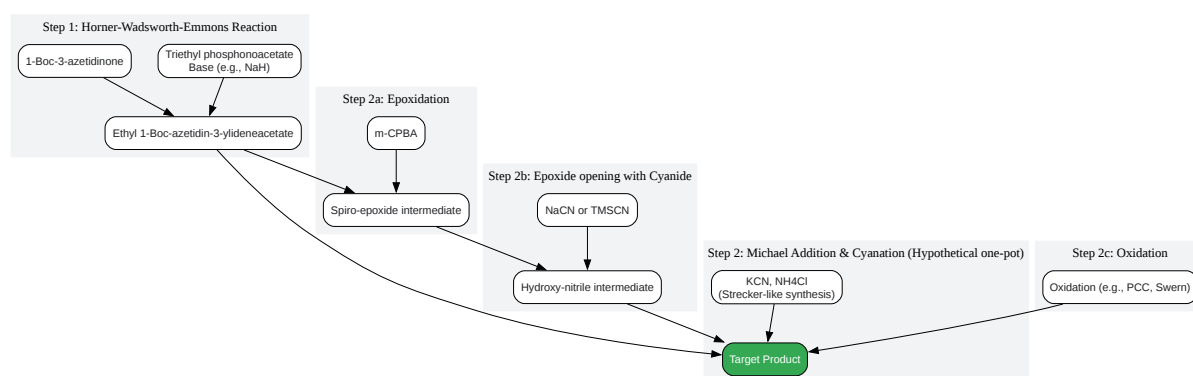 Step 1: Horner-Wadsworth-Emmons Reaction
1-Boc-3-azetidinone
Triethyl phosphonoacetate
Base (e.g., NaH)
Ethyl 1-Boc-azetidin-3-ylideneacetate
Step 2a: Epoxidation
m-CPBA
Spiro-epoxide intermediate
Step 2b: Epoxide opening with Cyanide
NaCN or TMSCN
Hydroxy-nitrile intermediate
Step 2: Michael Addition & Cyanation (Hypothetical one-pot)
KCN, NH4Cl
(Strecker-like synthesis)
Target Product
Step 2c: Oxidation
Oxidation (e.g., PCC, Swern)